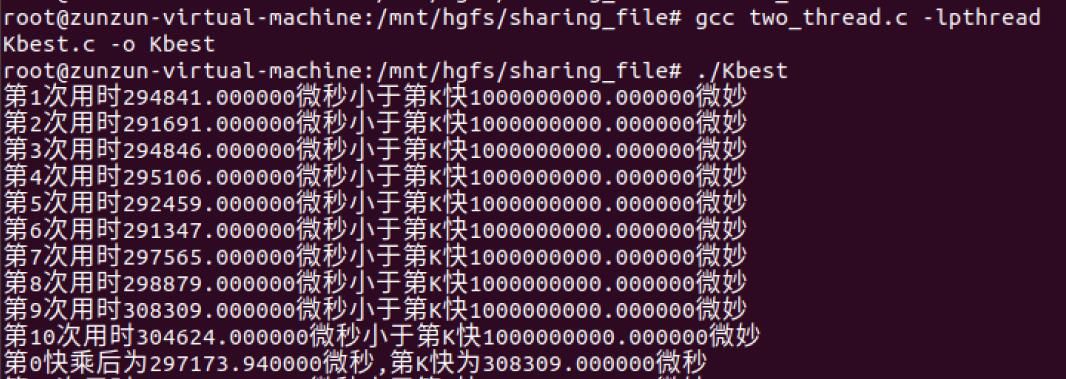 root@zunzun-virtual-machine:/mnt/hgfs/sharing_file# gcc two_thread.c -lpthread
Kbest.c -o Kbest
root@zunzun-virtual-machine:/mnt/hgfs/sharing_file# ./Kbest
第1次用时294841.000000微秒小于第K快1000000000.000000微妙
第2次用时291691.000000微秒小于第K快1000000000.000000微妙
第3次用时294846.000000微秒小于第K快1000000000.000000微妙
第4次用时295106.000000微秒小于第K快1000000000.000000微妙
第5次用时292459.000000微秒小于第K快1000000000.000000微妙
第6次用时291347.000000微秒小于第K快1000000000.000000微妙
第7次用时297565.000000微秒小于第K快1000000000.000000微妙
第8次用时298879.000000微秒小于第K快1000000000.000000微妙
第9次用时308309.000000微秒小于第K快1000000000.000000微妙
第10次用时304624.000000微秒小于第K快1000000000.000000微妙
第0快乘后为297173.940000微秒,第K快为308309.000000微秒